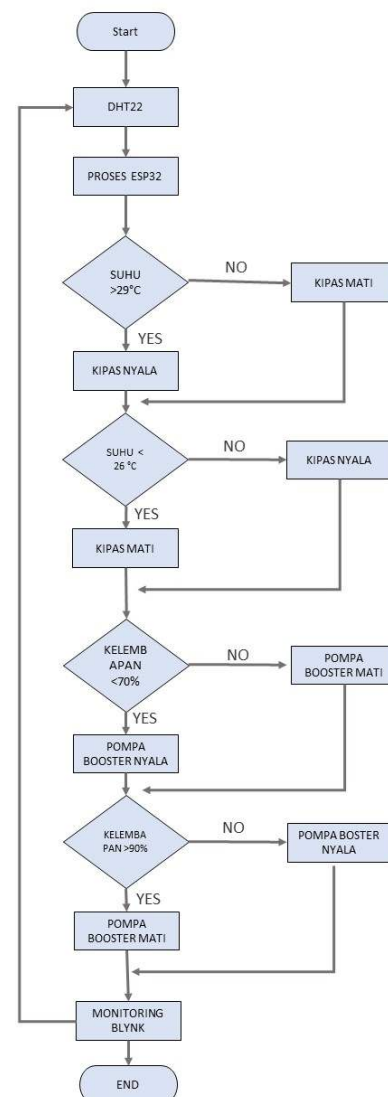 Start
DHT22
PROSES ESP32
SUHU
>29°C
NO
KIPAS MATI
YES
KIPAS NYALA
SUHU <
26 °C
NO
KIPAS NYALA
YES
KIPAS MATI
KELEMB
APAN
<70%
NO
POMPA
BOOSTER MATI
YES
POMPA
BOOSTER NYALA
KELEMBA
PAN >90%
NO
POMPA BOSTER
NYALA
YES
POMPA
BOOSTER MATI
MONITORING
BLYNK
END